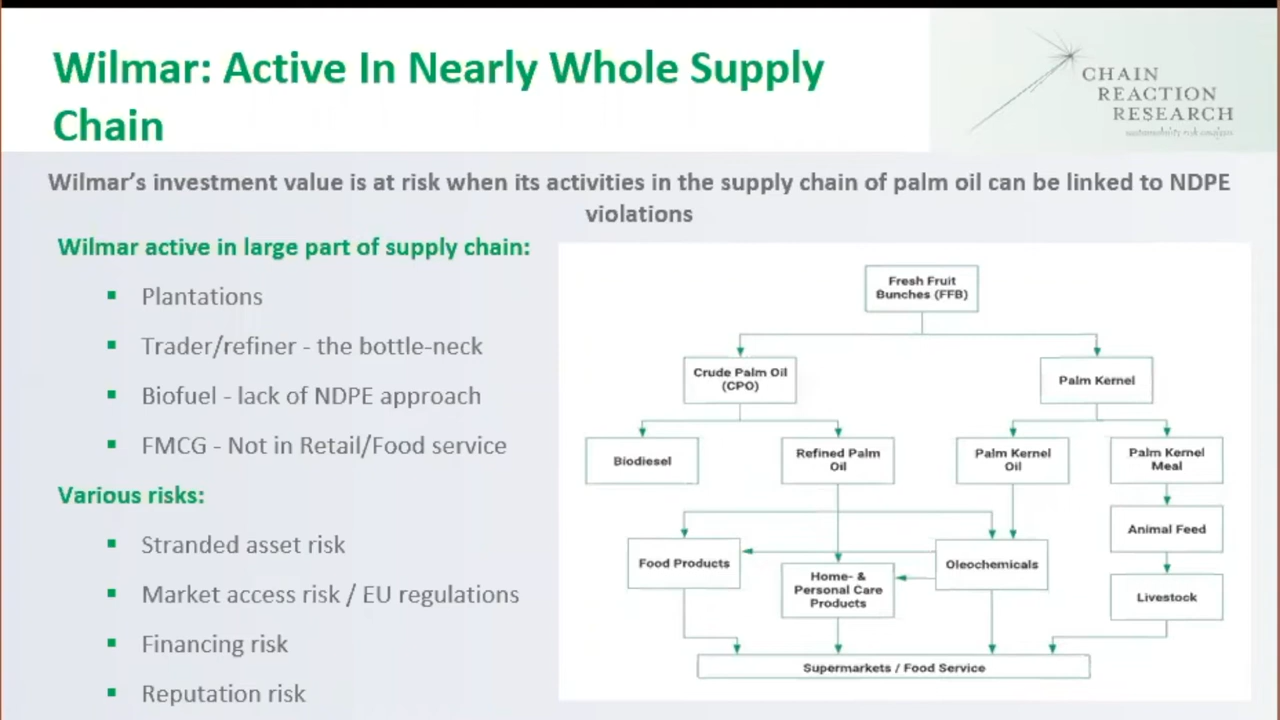 Wilmar: Active In Nearly Whole Supply
Chain
CHAIN
REACTION
RESEARCH
sustainability risk analysis
Wilmar's investment value is at risk when its activities in the supply chain of palm oil can be linked to NDPE
violations
Wilmar active in large part of supply chain:
Plantations
Trader/refiner - the bottle-neck
Biofuel - lack of NDPE approach
FMCG - Not in Retail/Food service
Various risks:
Stranded asset risk
Market access risk / EU regulations
Financing risk
Reputation risk
Fresh Fruit
Bunches (FFB)
Crude Palm Oil
(CPO)
Palm Kernel
Biodiesel
Refined Palm
Oil
Palm Kernel
Oil
Palm Kernel
Meal
Animal Feed
Food Products
Home- &
Personal Care
Products
Oleochemicals
Livestock
Supermarkets / Food Service